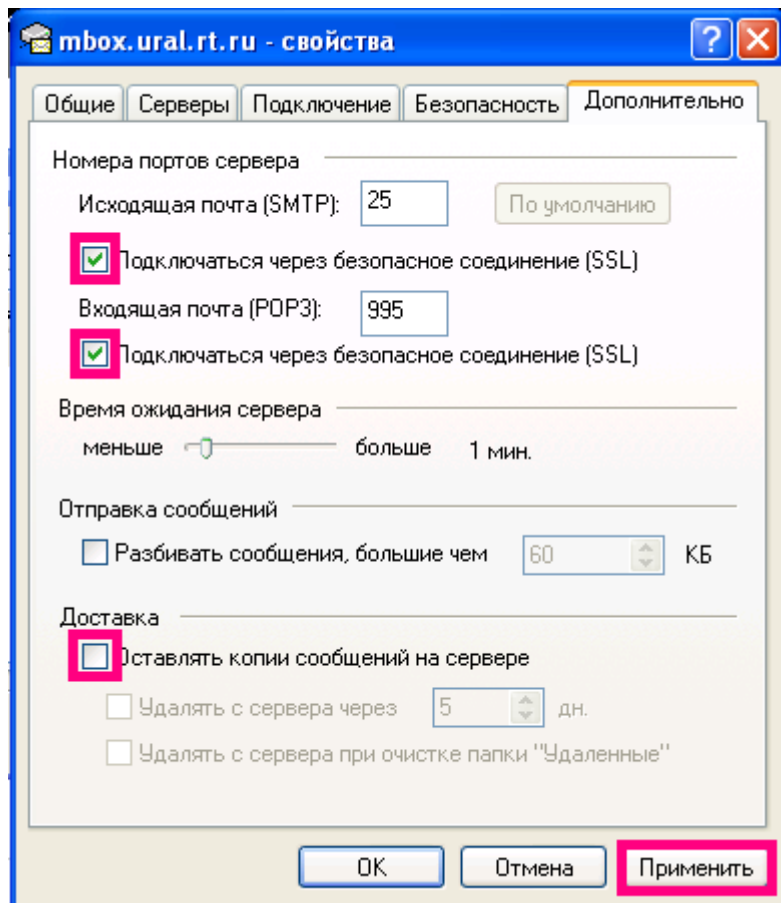 mbox.ural.rt.ru - свойства
Общие Серверы Подключение Безопасность Дополнительно
Номера портов сервера
Исходящая почта (SMTP): 25 По умолчанию
Подключаться через безопасное соединение (SSL)
Входящая почта (POP3): 995
Подключаться через безопасное соединение (SSL)
Время ожидания сервера
меньше больше 1 мин.
Отправка сообщений
Разбивать сообщения, большие чем 60 КБ
Доставка
Оставлять копии сообщений на сервере
Удалять с сервера через 5 дн.
Удалять с сервера при очистке папки "Удаленные"
OK Отмена Применить